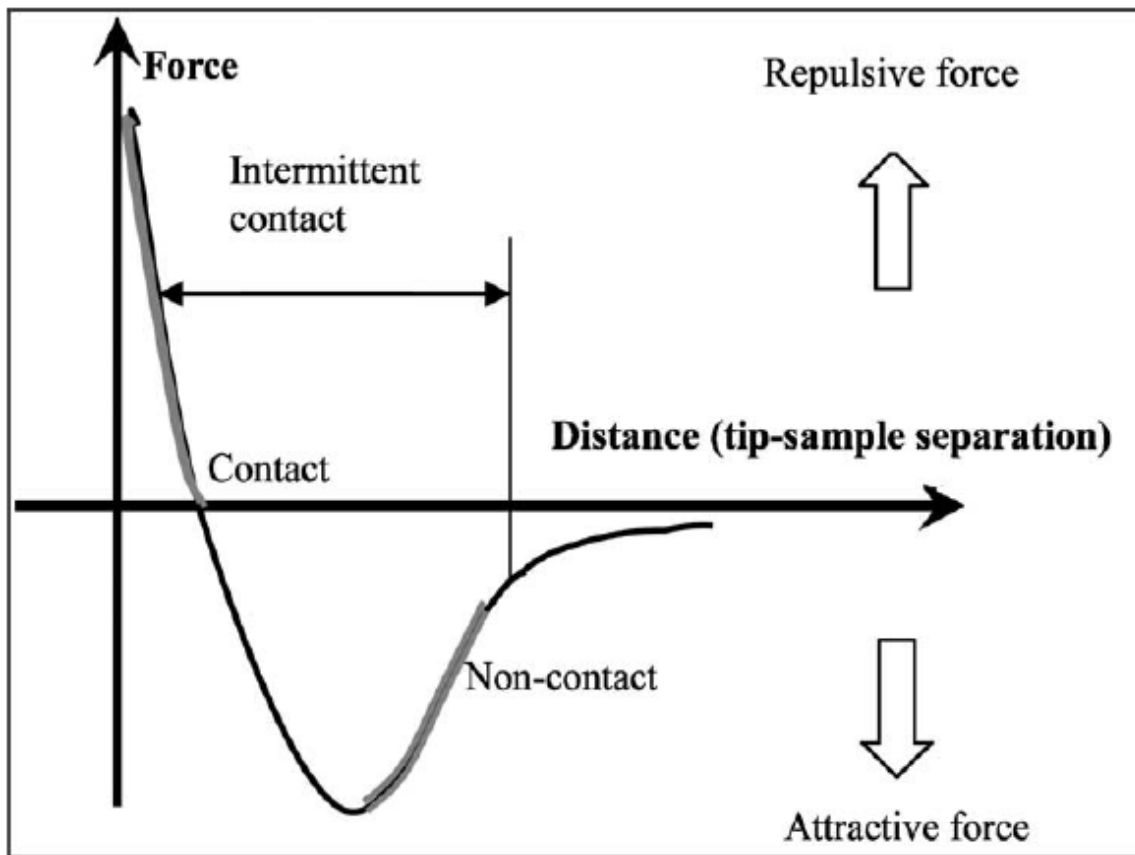 Force
Repulsive force
Intermittent
contact
Distance (tip-sample separation)
Contact
Non-contact
Attractive force